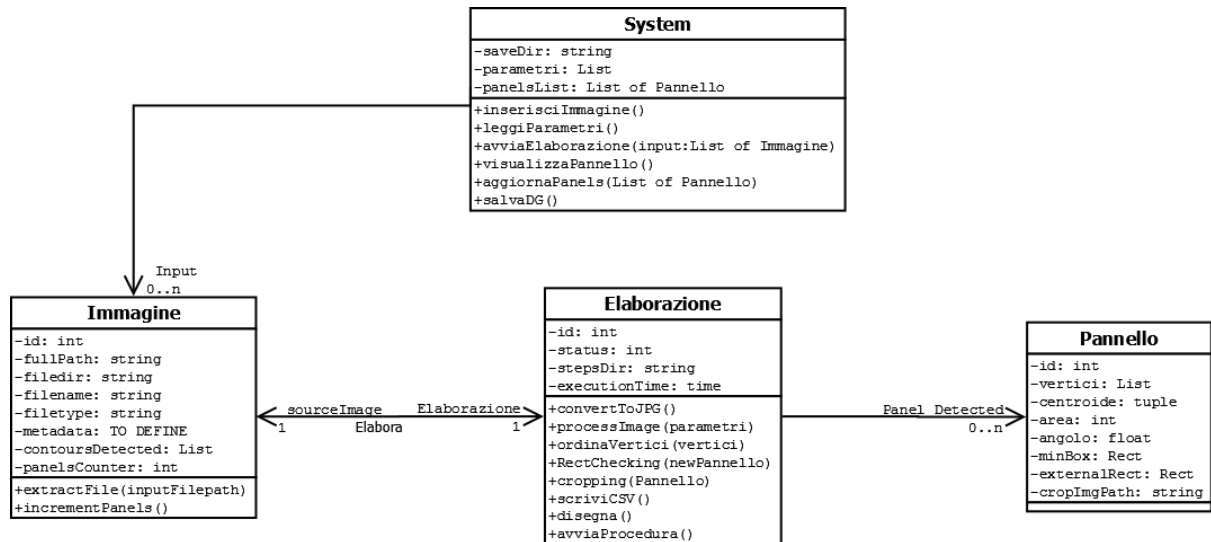 System
-saveDir: string
-parametri: List
-panelsList: List of Pannello
+inserisciImmagine()
+leggiParametri()
+avviaElaborazione(input:List of Immagine)
+visualizzaPannello()
+aggiornaPanels(List of Pannello)
+salvaDG()
Input
0..n
Immagine
-id: int
-fullPath: string
-filedir: string
-filename: string
-filetype: string
-metadata: TO DEFINE
-contoursDetected: List
-panelsCounter: int
+extractFile(inputFilepath)
+incrementPanels()
sourceImage
1
Elabora
Elaborazione
1
Elaborazione
-id: int
-status: int
-stepsDir: string
-executionTime: time
+convertToJPG()
+processImage(parametri)
+ordinaVertici(vertici)
+RectChecking(newPannello)
+cropping(Pannello)
+scriviCSV()
+disegna()
+avviaProcedura()
Panel Detected
0..n
Pannello
-id: int
-vertici: List
-centroide: tuple
-area: int
-angolo: float
-minBox: Rect
-externalRect: Rect
-cropImgPath: string